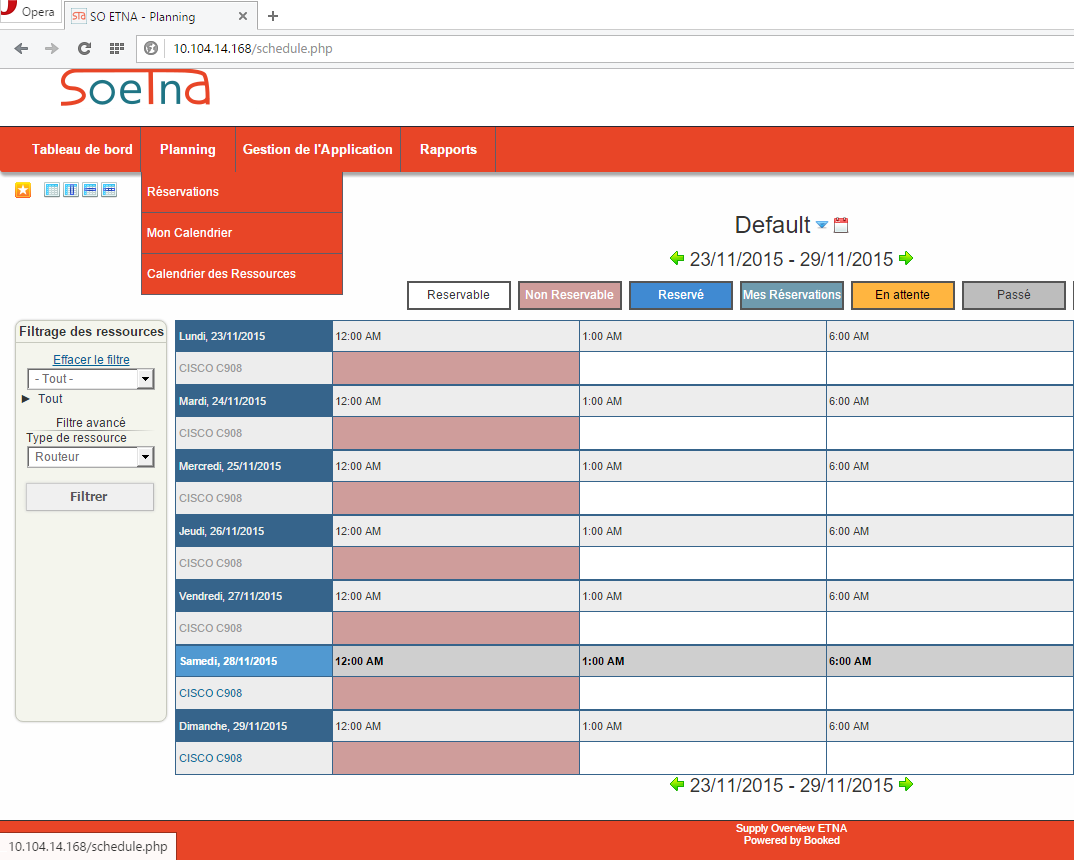 Opera
SO ETNA - Planning
10.104.14.168/schedule.php
Soetna
Tableau de bord Planning Gestion de l'Application Rapports
Réservations
Mon Calendrier
Calendrier des Ressources
Default
23/11/2015 - 29/11/2015
Reservable Non Reservable Reservé Mes Réservations En attente Passé
Filtrage des ressources
Effacer le filtre
- Tout -
Tout
Filtre avancé
Type de ressource
Routeur
Filtrer
Lundi, 23/11/2015 12:00 AM 1:00 AM 6:00 AM
CISCO C908
Mardi, 24/11/2015 12:00 AM 1:00 AM 6:00 AM
CISCO C908
Mercredi, 25/11/2015 12:00 AM 1:00 AM 6:00 AM
CISCO C908
Jeudi, 26/11/2015 12:00 AM 1:00 AM 6:00 AM
CISCO C908
Vendredi, 27/11/2015 12:00 AM 1:00 AM 6:00 AM
CISCO C908
Samedi, 28/11/2015 12:00 AM 1:00 AM 6:00 AM
CISCO C908
Dimanche, 29/11/2015 12:00 AM 1:00 AM 6:00 AM
CISCO C908
23/11/2015 - 29/11/2015
Supply Overview ETNA
Powered by Booked
10.104.14.168/schedule.php